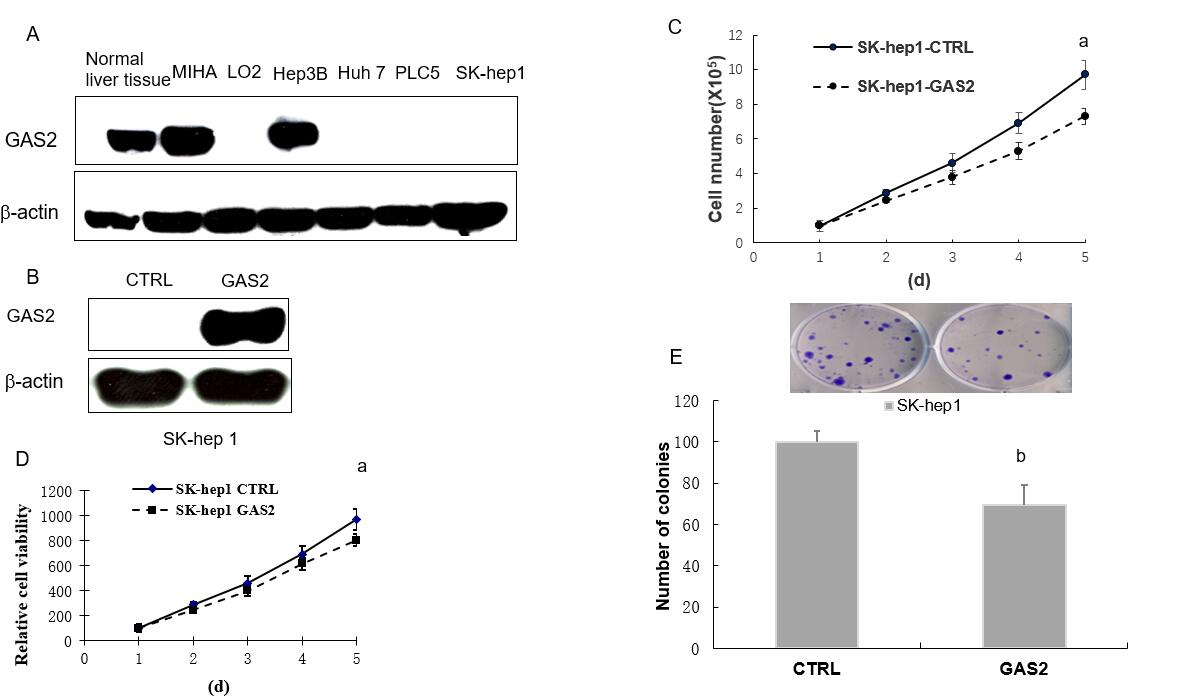 A
Normal
liver tissue MIHA LO2 Hep3B Huh 7 PLC5 SK-hep1
GAS2
β-actin
B
CTRL GAS2
GAS2
β-actin
SK-hep 1
C
12
10
8
6
4
2
0
Cell nnumber(X10⁵)
SK-hep1-CTRL
SK-hep1-GAS2
a
0 1 2 3 4 5
(d)
D
a
1200
1000
800
600
400
200
0
Relative cell viability
SK-hep1 CTRL
SK-hep1 GAS2
0 1 2 3 4 5
(d)
E
SK-hep1
120
100
80
60
40
20
0
Number of colonies
b
CTRL GAS2